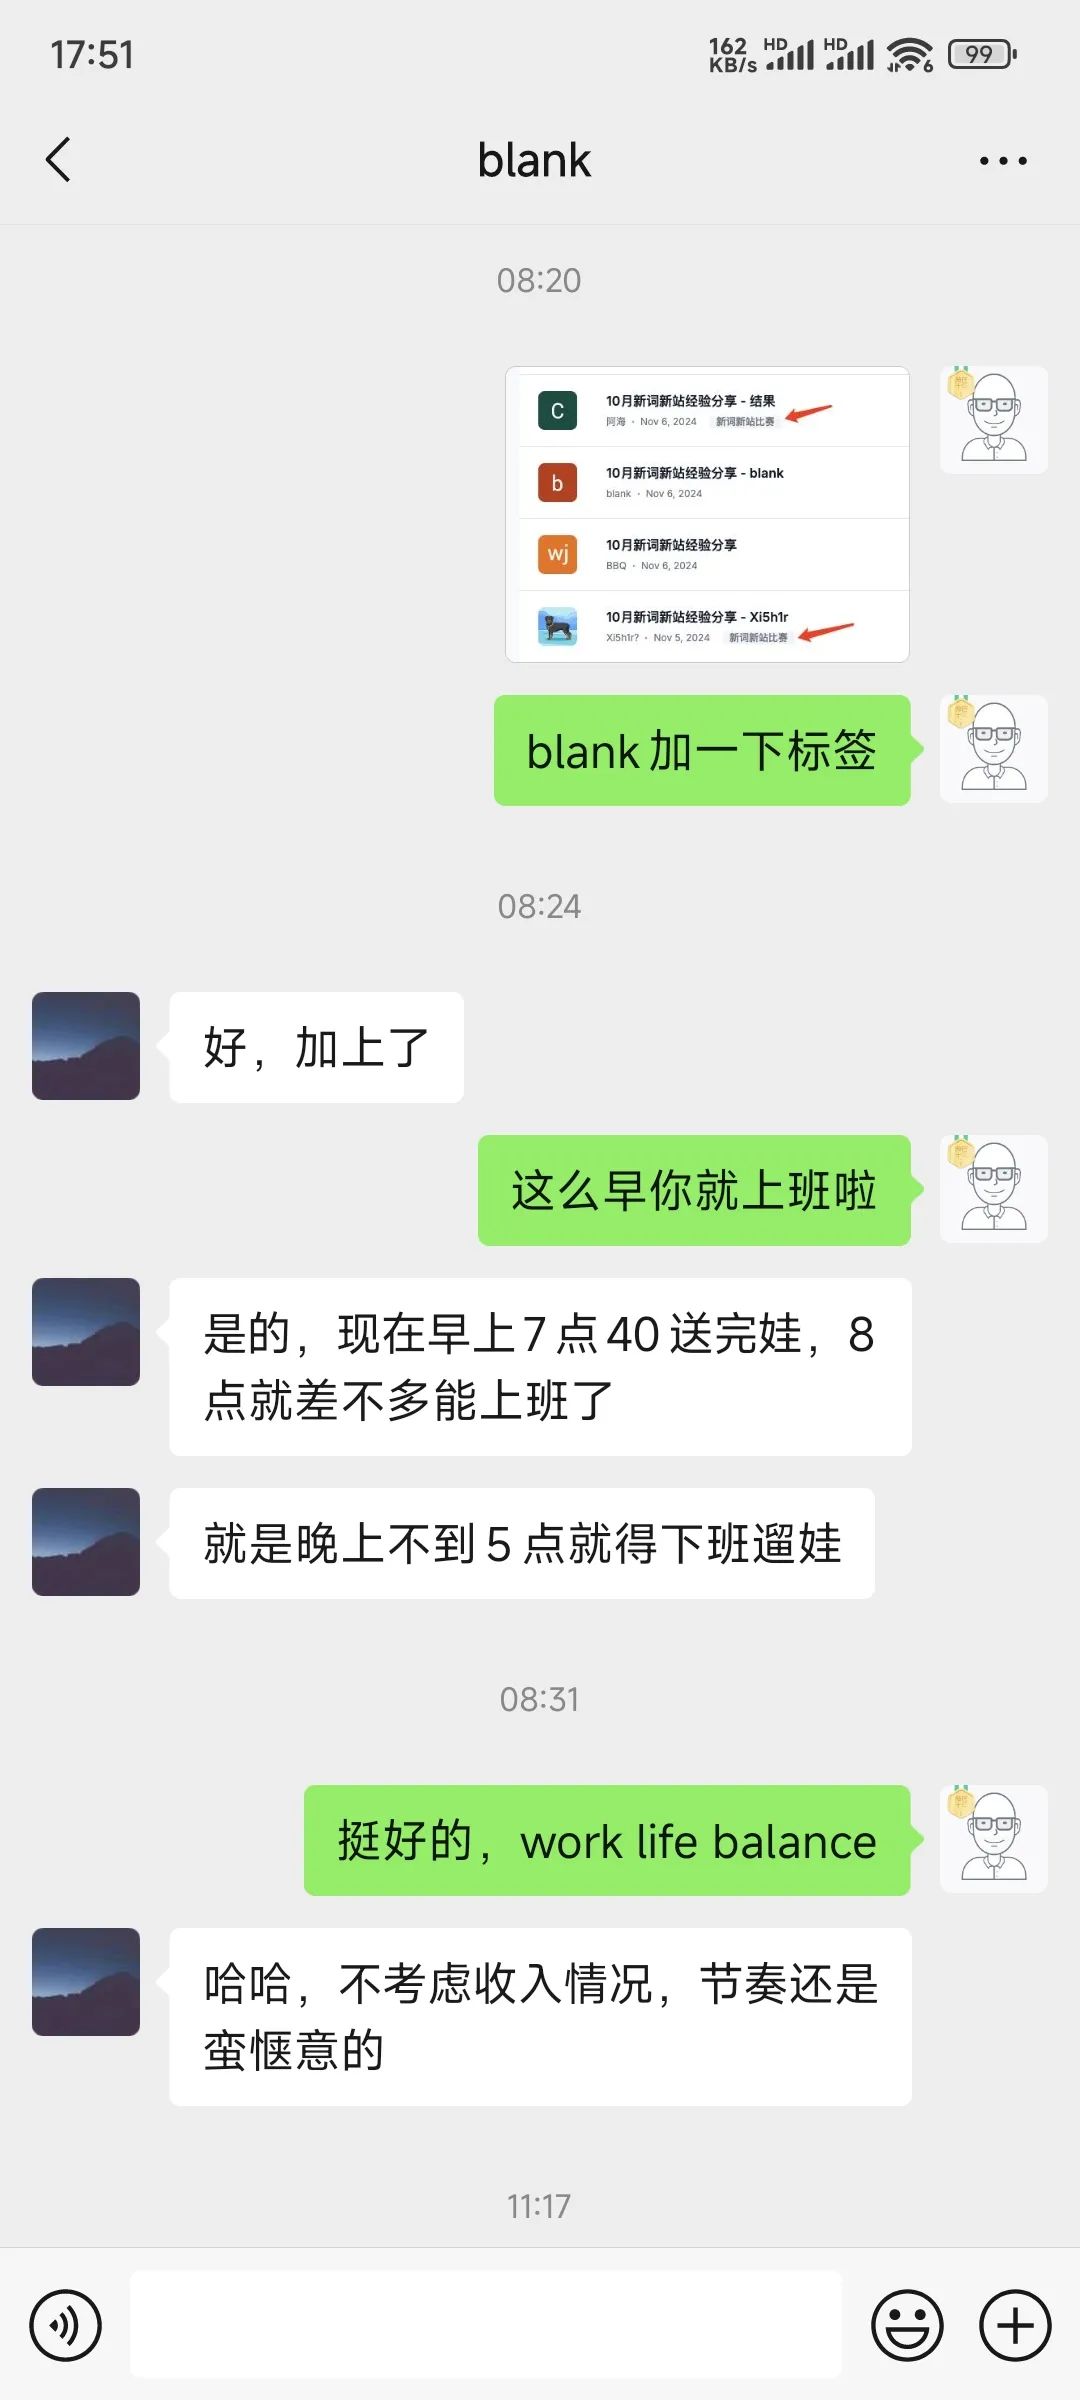 17:51
162 KB/s HD HD 6 99
blank
08:20
C
10月新词新站经验分享 - 结果
阿海 · Nov 6, 2024 新词新站比赛
b
10月新词新站经验分享 - blank
blank · Nov 6, 2024
wj
10月新词新站经验分享
BBQ · Nov 6, 2024
10月新词新站经验分享 - Xi5h1r
Xi5h1r? · Nov 5, 2024 新词新站比赛
blank加一下标签
08:24
好，加上了
这么早你就上班啦
是的，现在早上7点40送完娃，8
点就差不多能上班了
就是晚上不到5点就得下班遛娃
08:31
挺好的，work life balance
哈哈，不考虑收入情况，节奏还是
蛮惬意的
11:17